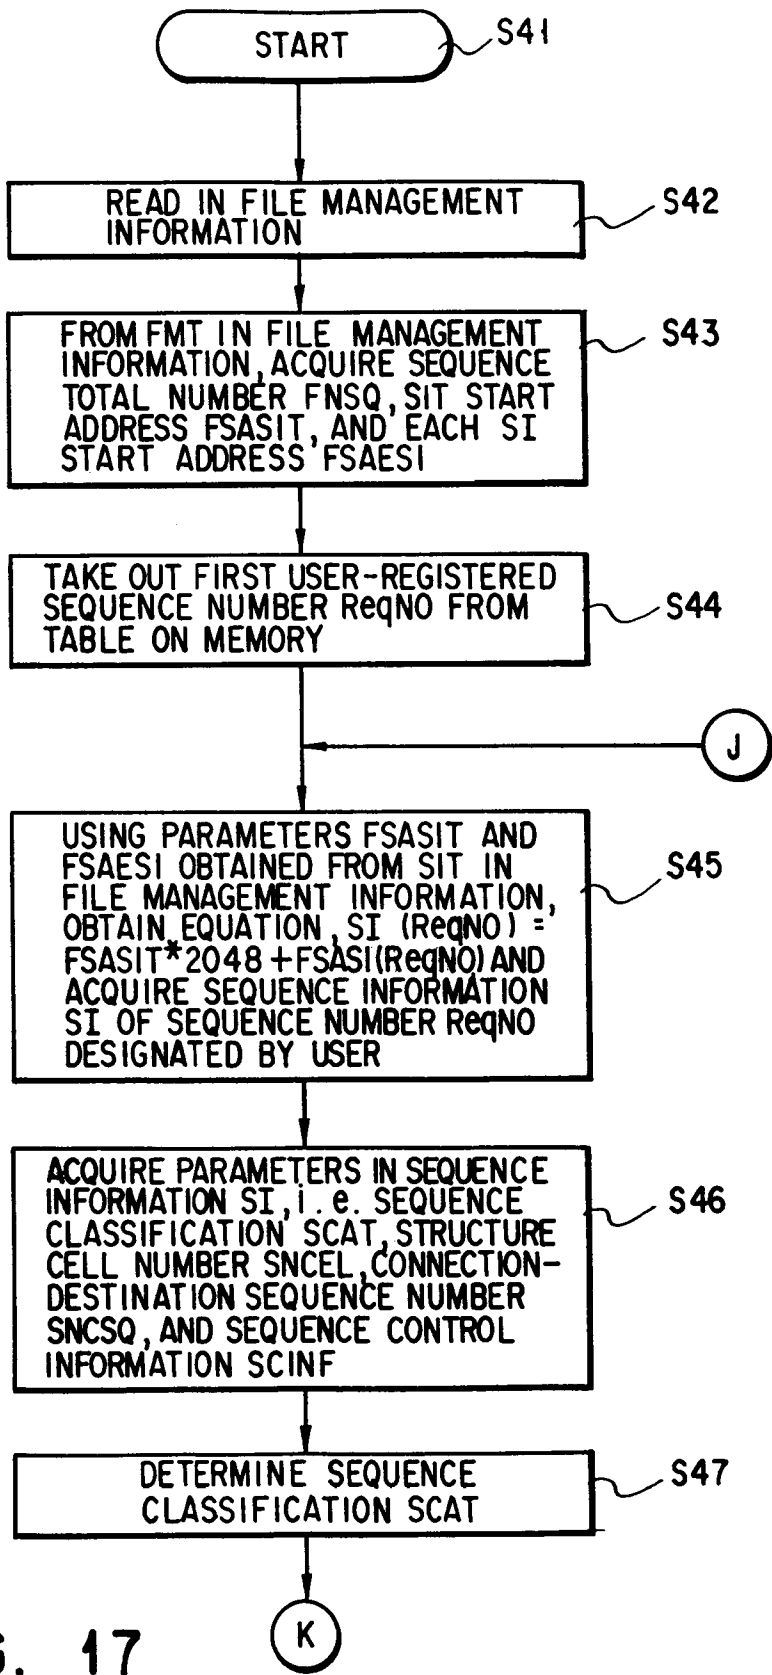 START
S41
READ IN FILE MANAGEMENT
INFORMATION
S42
FROM FMT IN FILE MANAGEMENT
INFORMATION, ACQUIRE SEQUENCE
TOTAL NUMBER FNSQ, SIT START
ADDRESS FSASIT, AND EACH SI
START ADDRESS FSAESI
S43
TAKE OUT FIRST USER-REGISTERED
SEQUENCE NUMBER ReqNO FROM
TABLE ON MEMORY
S44
J
USING PARAMETERS FSASIT AND
FSAESI OBTAINED FROM SIT IN
FILE MANAGEMENT INFORMATION,
OBTAIN EQUATION, SI (ReqNO) =
FSASIT*2048+FSASI(ReqNO) AND
ACQUIRE SEQUENCE INFORMATION
SI OF SEQUENCE NUMBER ReqNO
DESIGNATED BY USER
S45
ACQUIRE PARAMETERS IN SEQUENCE
INFORMATION SI, i.e. SEQUENCE
CLASSIFICATION SCAT, STRUCTURE
CELL NUMBER SNCEL, CONNECTION-
DESTINATION SEQUENCE NUMBER
SNCSQ, AND SEQUENCE CONTROL
INFORMATION SCINF
S46
DETERMINE SEQUENCE
CLASSIFICATION SCAT
S47
K
G. 17